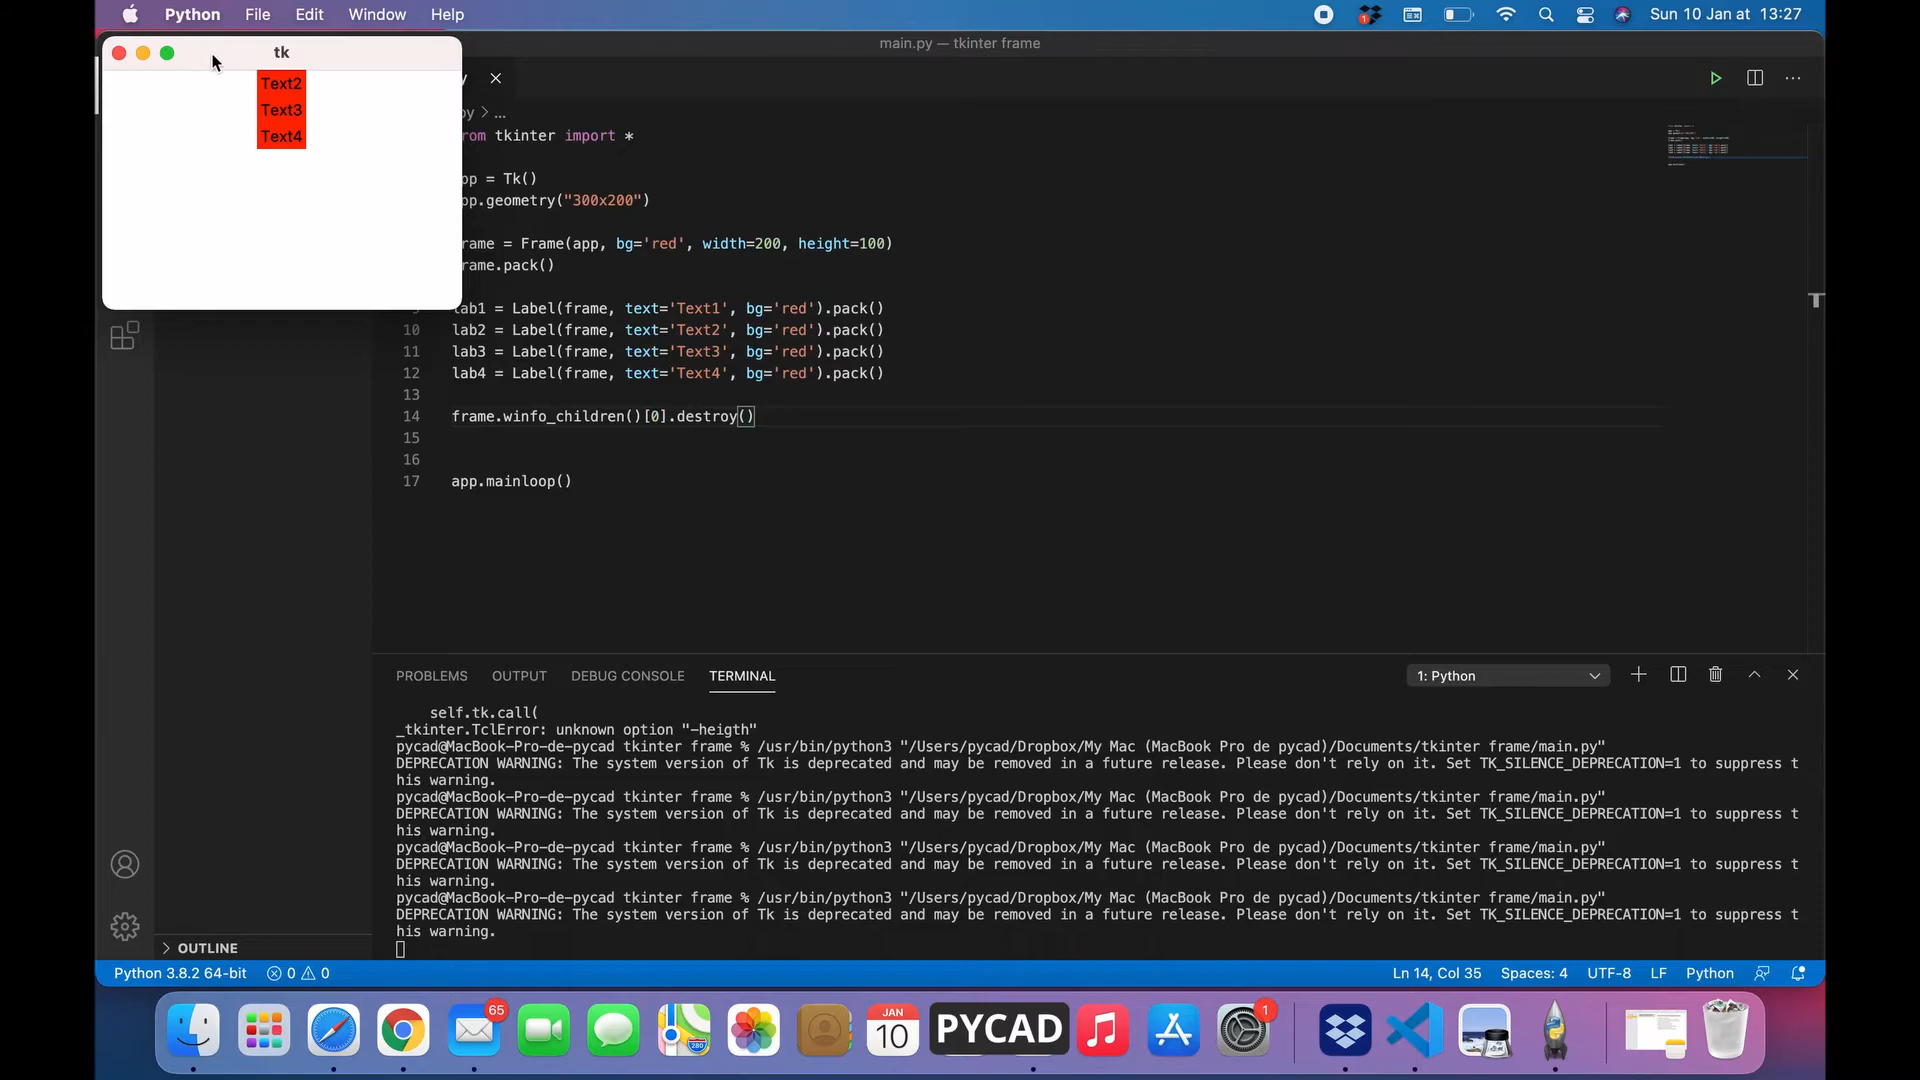 Python File Edit Window Help
1 Sun 10 Jan at 13:27
main.py — tkinter frame
tk
Text2
Text3
Text4
y
py > ...
rom tkinter import *
pp = Tk()
pp.geometry("300x200")
rame = Frame(app, bg='red', width=200, height=100)
rame.pack()
9 lab1 = Label(frame, text='Text1', bg='red').pack()
10 lab2 = Label(frame, text='Text2', bg='red').pack()
11 lab3 = Label(frame, text='Text3', bg='red').pack()
12 lab4 = Label(frame, text='Text4', bg='red').pack()
13
14 frame.winfo_children()[0].destroy()
15
16
17 app.mainloop()
PROBLEMS OUTPUT DEBUG CONSOLE TERMINAL 1: Python
self.tk.call(
_tkinter.TclError: unknown option "-heigth"
pycad@MacBook-Pro-de-pycad tkinter frame % /usr/bin/python3 "/Users/pycad/Dropbox/My Mac (MacBook Pro de pycad)/Documents/tkinter frame/main.py"
DEPRECATION WARNING: The system version of Tk is deprecated and may be removed in a future release. Please don't rely on it. Set TK_SILENCE_DEPRECATION=1 to suppress t
his warning.
pycad@MacBook-Pro-de-pycad tkinter frame % /usr/bin/python3 "/Users/pycad/Dropbox/My Mac (MacBook Pro de pycad)/Documents/tkinter frame/main.py"
DEPRECATION WARNING: The system version of Tk is deprecated and may be removed in a future release. Please don't rely on it. Set TK_SILENCE_DEPRECATION=1 to suppress t
his warning.
pycad@MacBook-Pro-de-pycad tkinter frame % /usr/bin/python3 "/Users/pycad/Dropbox/My Mac (MacBook Pro de pycad)/Documents/tkinter frame/main.py"
DEPRECATION WARNING: The system version of Tk is deprecated and may be removed in a future release. Please don't rely on it. Set TK_SILENCE_DEPRECATION=1 to suppress t
his warning.
pycad@MacBook-Pro-de-pycad tkinter frame % /usr/bin/python3 "/Users/pycad/Dropbox/My Mac (MacBook Pro de pycad)/Documents/tkinter frame/main.py"
DEPRECATION WARNING: The system version of Tk is deprecated and may be removed in a future release. Please don't rely on it. Set TK_SILENCE_DEPRECATION=1 to suppress t
his warning.
OUTLINE
Python 3.8.2 64-bit 0 0 Ln 14, Col 35 Spaces: 4 UTF-8 LF Python
65 JAN 1
10 PYCAD
280